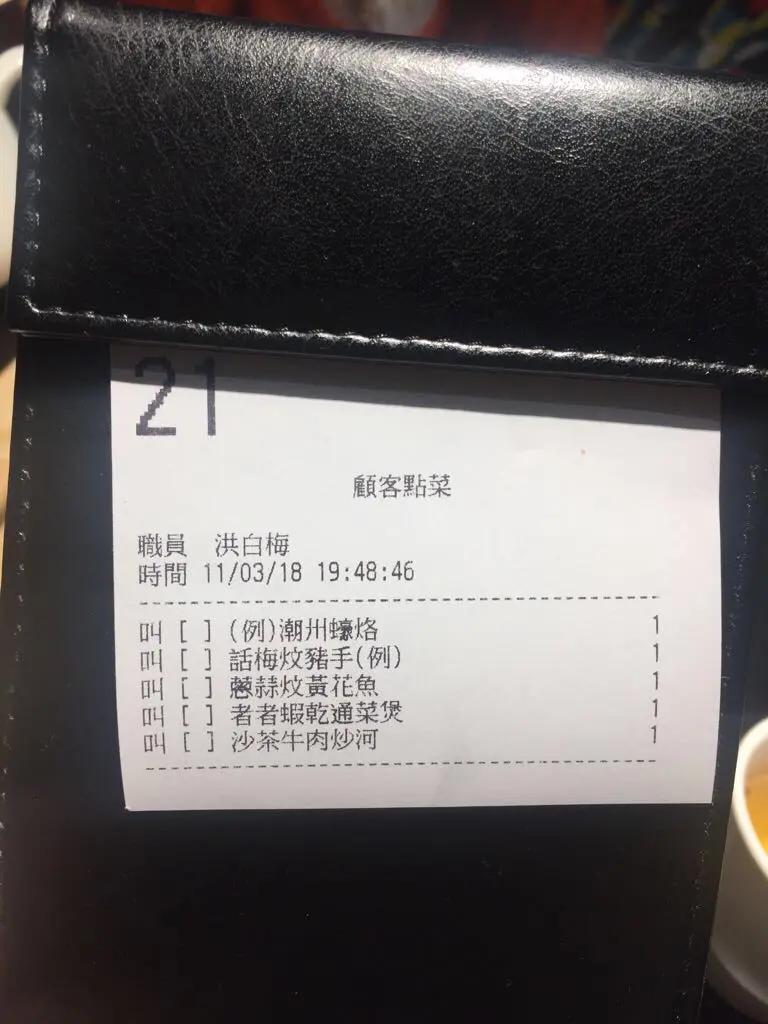 21
顧客點菜
職員 洪白梅
時間 11/03/18 19:48:46
叫 [ ] (例)潮州蠔烙 1
叫 [ ] 話梅炆豬手(例) 1
叫 [ ] 葱蒜炆黃花魚 1
叫 [ ] 者者蝦乾通菜煲 1
叫 [ ] 沙茶牛肉炒河 1